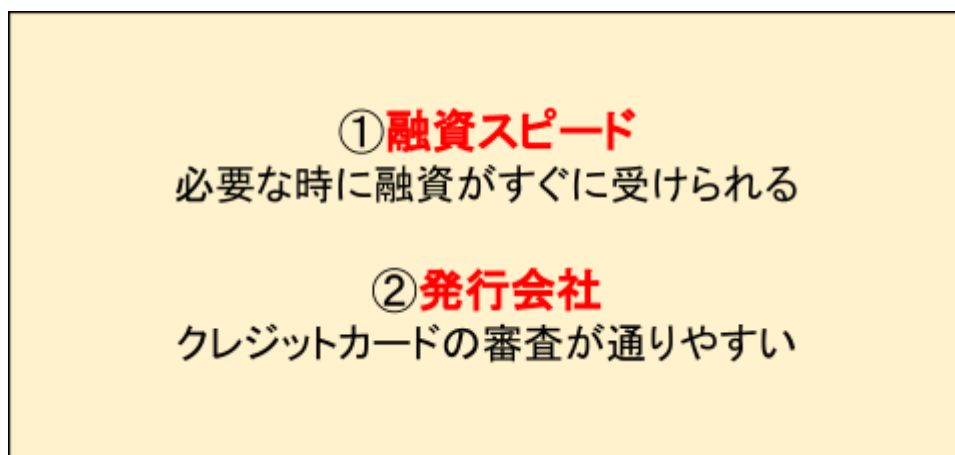 ①融資スピード
必要な時に融資がすぐに受けられる
②発行会社
クレジットカードの審査が通りやすい